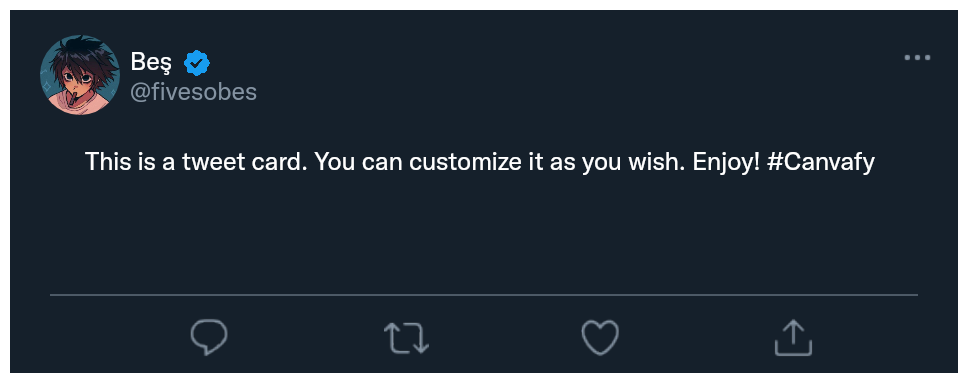 Beş
@fivesobes
This is a tweet card. You can customize it as you wish. Enjoy! #Canvafy